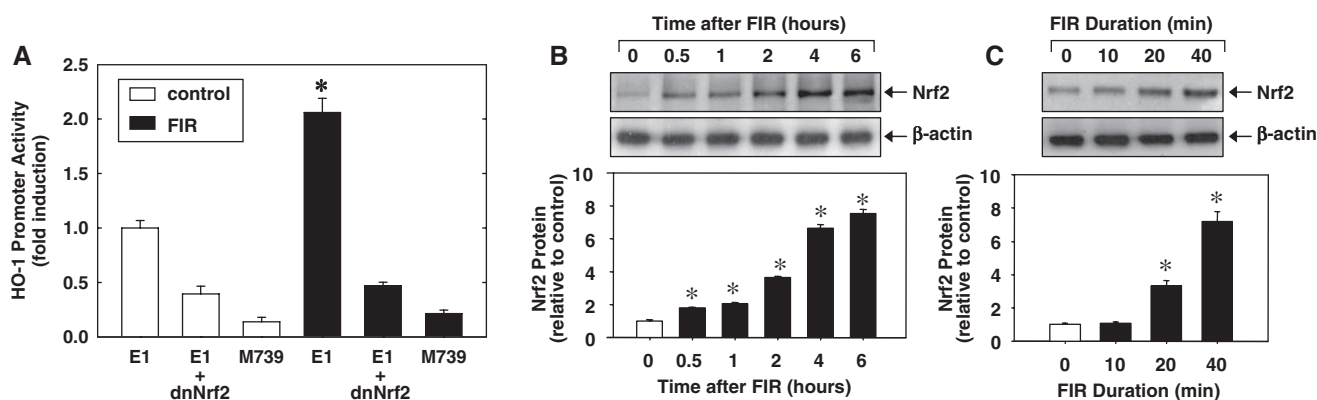 A
2.5
2.0
1.5
1.0
0.5
0.0
HO-1 Promoter Activity
(fold induction)
control
FIR
*
E1 E1 M739 E1 E1 M739
+ +
dnNrf2 dnNrf2
B
Time after FIR (hours)
0 0.5 1 2 4 6
Nrf2
β-actin
10
8
6
4
2
0
Nrf2 Protein
(relative to control)
* * * * *
0 0.5 1 2 4 6
Time after FIR (hours)
C
FIR Duration (min)
0 10 20 40
Nrf2
β-actin
10
8
6
4
2
0
Nrf2 Protein
(relative to control)
* *
0 10 20 40
FIR Duration (min)